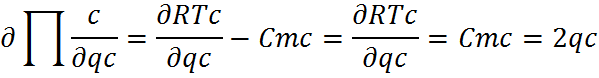 ∂ ∏ c/∂qc = ∂RTc/∂qc − Cmc = ∂RTc/∂qc = Cmc = 2qc